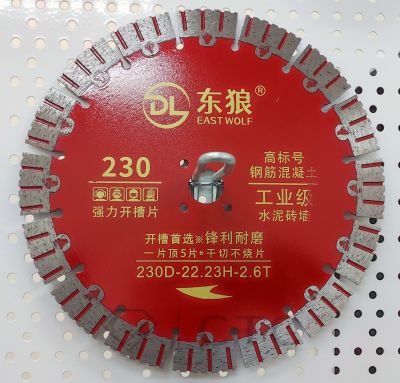 DL 东狼®
EAST WOLF
230
强力开槽片
高标号
钢筋混凝土
工业级
水泥砖墙
开槽首选※锋利耐磨
一片顶5片*干切不烧片
230D-22.23H-2.6T